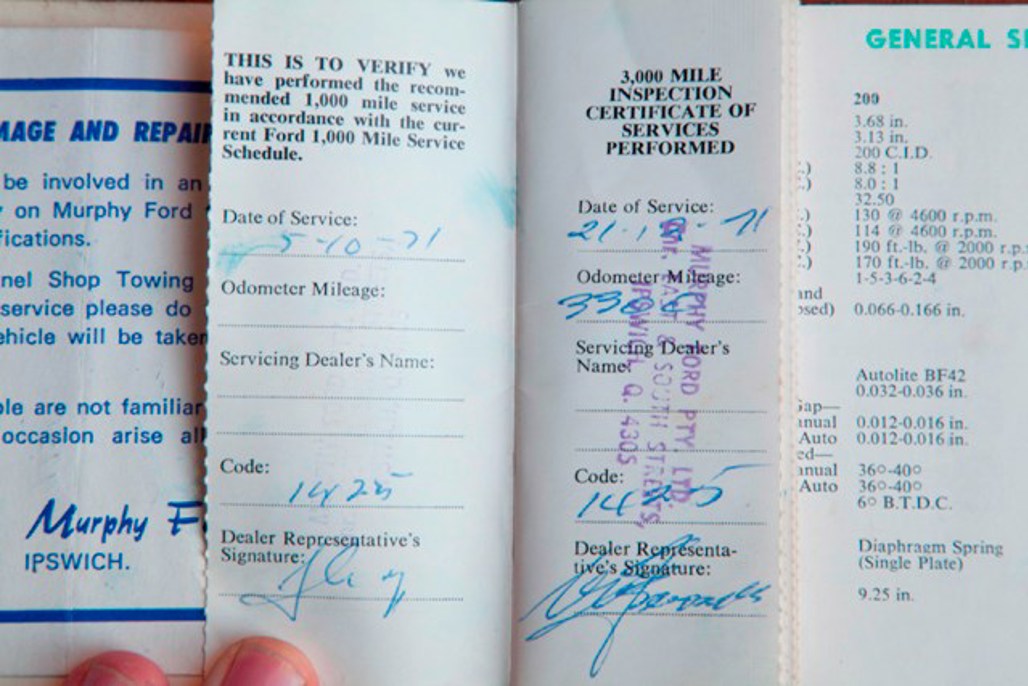 MAGE AND REPAIR
be involved in an
on Murphy Ford
fications.
nel Shop Towing
service please do
ehicle will be taken
ple are not familiar
occasion arise all
Murphy F
IPSWICH.
THIS IS TO VERIFY we
have performed the recom-
mended 1,000 mile service
in accordance with the cur-
rent Ford 1,000 Mile Service
Schedule.
Date of Service:
5-10-71
Odometer Mileage:
Servicing Dealer's Name:
Code:
1425
Dealer Representative's
Signature:
3,000 MILE
INSPECTION
CERTIFICATE OF
SERVICES
PERFORMED
Date of Service:
Odometer Mileage:
Servicing Dealer's
Name:
Code:
1425
Dealer Representa-
tive's Signature:
MURPHY FORD PTY. LTD.
Cnr. EAST & SOUTH STREETS,
IPSWICH, Q. 4305
GENERAL S
200
3.68 in.
3.13 in.
200 C.I.D.
.) 8.8 : 1
.) 8.0 : 1
32.50
.) 130 @ 4600 r.p.m.
.) 114 @ 4600 r.p.m.
.) 190 ft.-lb. @ 2000 r.p.
.) 170 ft.-lb. @ 2000 r.p.
1-5-3-6-2-4
and
osed) 0.066-0.166 in.
Autolite BF42
0.032-0.036 in.
Gap—
anual 0.012-0.016 in.
Auto 0.012-0.016 in.
ed—
anual 36o-40o
Auto 36o-40o
6o B.T.D.C.
Diaphragm Spring
(Single Plate)
9.25 in.